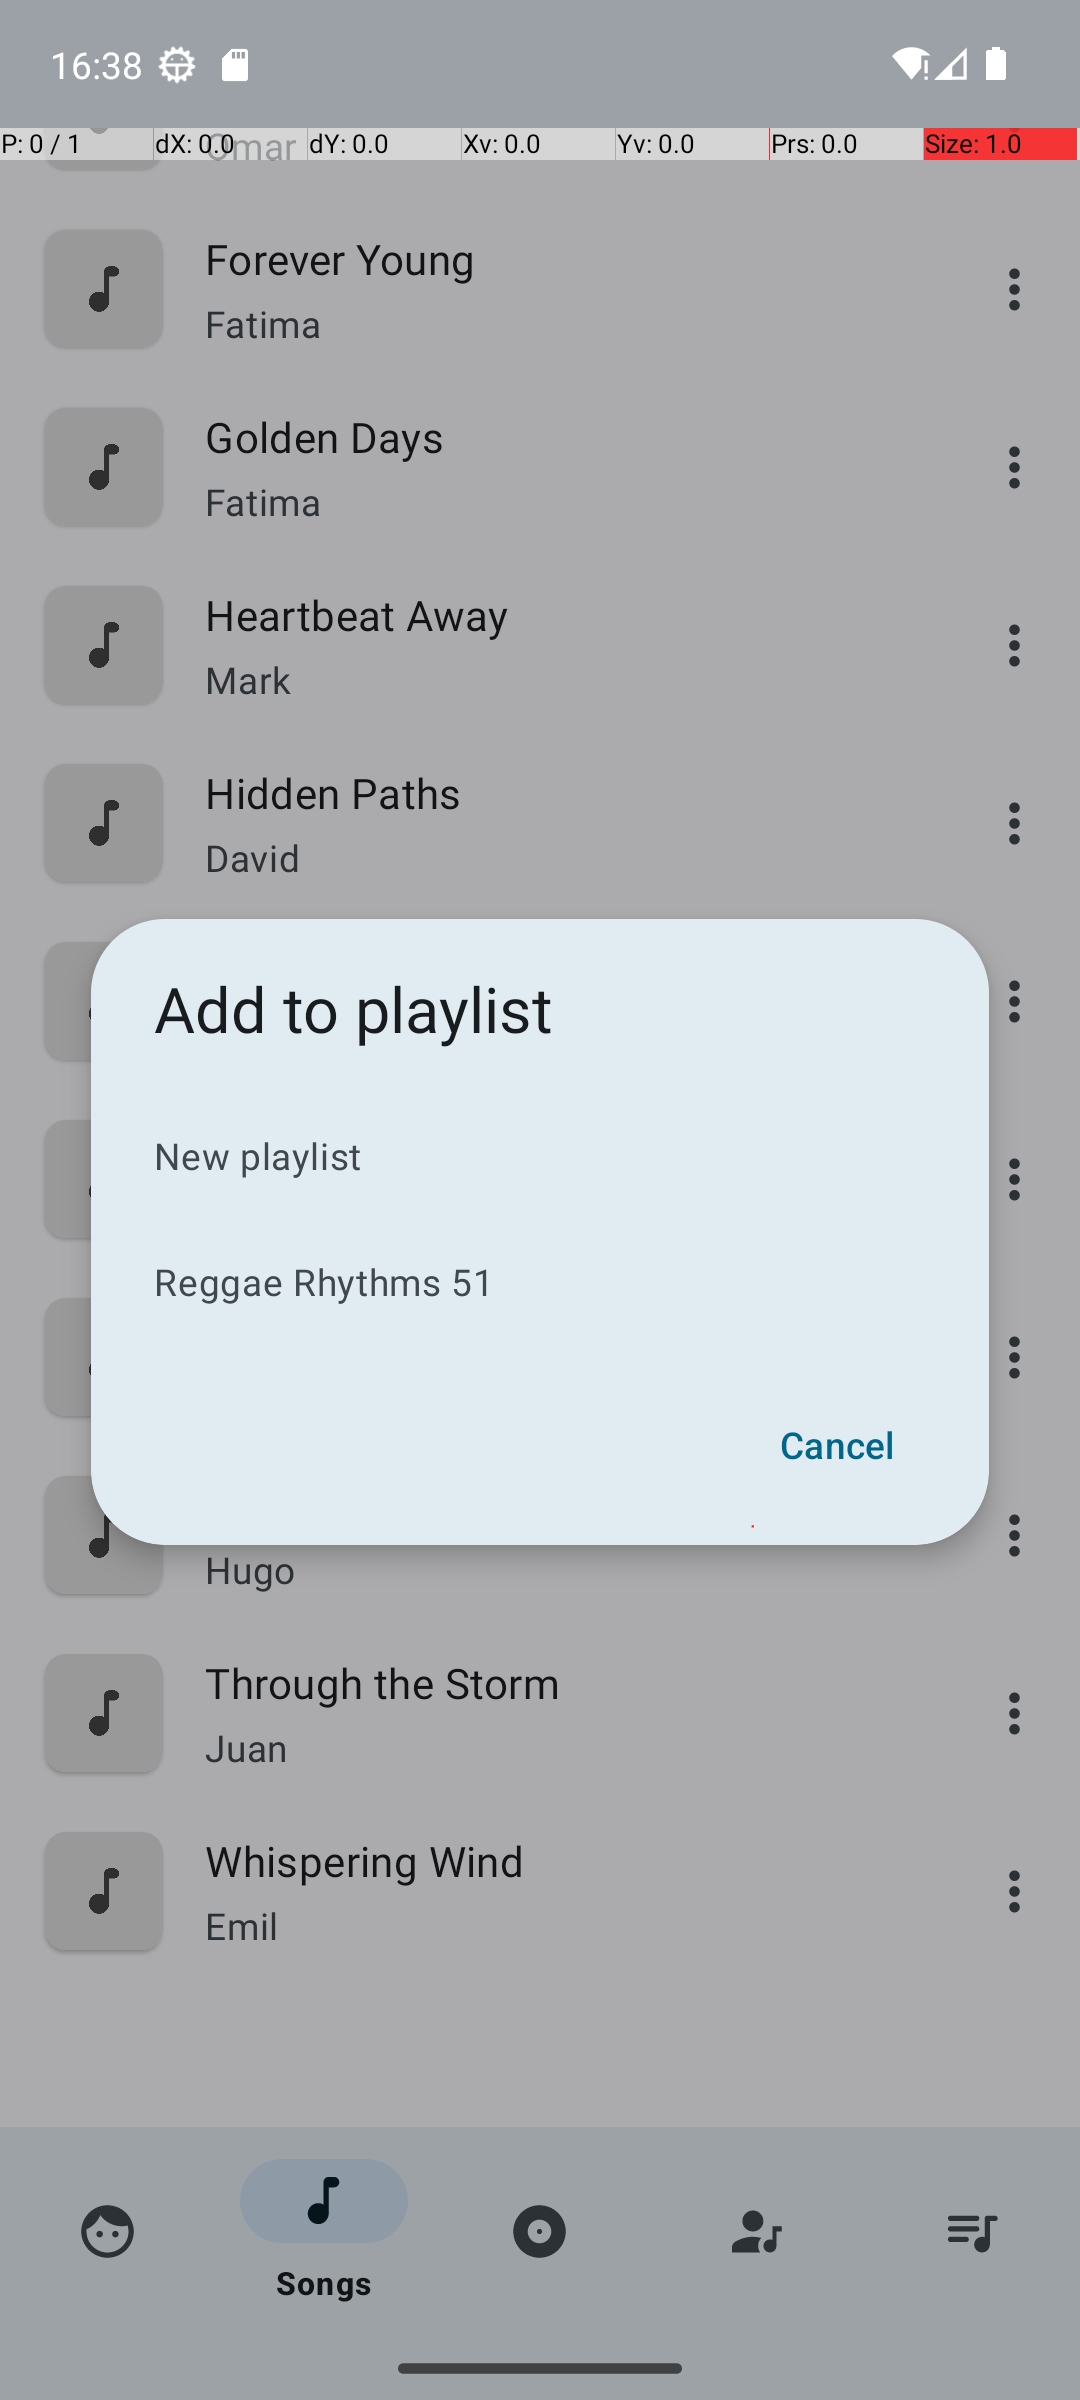 16:38
P: 0 / 1
dX: 0.0
dY: 0.0
Xv: 0.0
Yv: 0.0
Prs: 0.0
Size: 1.0
Omar
Forever Young
Fatima
Golden Days
Fatima
Heartbeat Away
Mark
Hidden Paths
David
Add to playlist
New playlist
Reggae Rhythms 51
Cancel
Hugo
Through the Storm
Juan
Whispering Wind
Emil
Songs